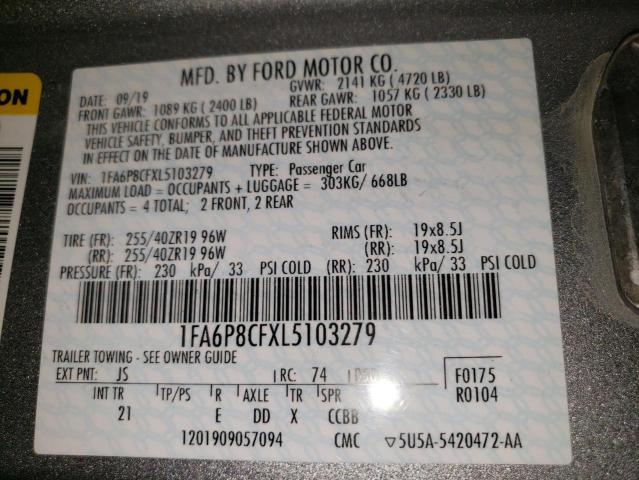 ON
MFD. BY FORD MOTOR CO.
DATE: 09/19 GVWR: 2141 KG ( 4720 LB)
FRONT GAWR: 1089 KG ( 2400 LB) REAR GAWR: 1057 KG ( 2330 LB)
THIS VEHICLE CONFORMS TO ALL APPLICABLE FEDERAL MOTOR
VEHICLE SAFETY, BUMPER, AND THEFT PREVENTION STANDARDS
IN EFFECT ON THE DATE OF MANUFACTURE SHOWN ABOVE.
VIN: 1FA6P8CFXL5103279 TYPE: Passenger Car
MAXIMUM LOAD = OCCUPANTS + LUGGAGE = 303KG/ 668LB
OCCUPANTS = 4 TOTAL; 2 FRONT, 2 REAR
TIRE (FR): 255/40ZR19 96W RIMS (FR): 19x8.5J
(RR): 255/40ZR19 96W (RR): 19x8.5J
PRESSURE (FR): 230 kPa/ 33 PSI COLD (RR): 230 kPa/ 33 PSI COLD
1FA6P8CFXL5103279
TRAILER TOWING - SEE OWNER GUIDE
EXT PNT: JS RC: 74 F0175
R0104
INT TR TP/PS R AXLE TR SPR
21 E DD X CCBB
1201909057094 CMC ▽5U5A-5420472-AA